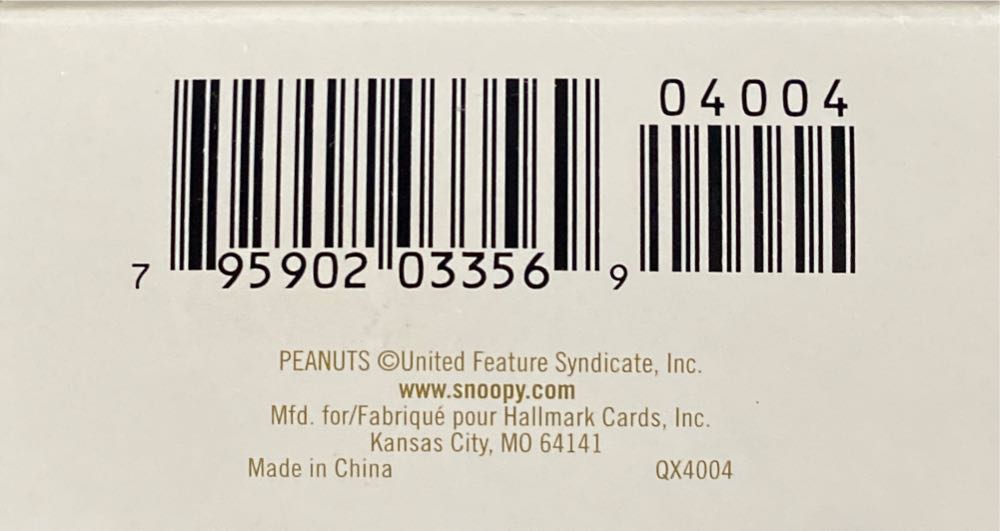 04004
7 95902 03356 9
PEANUTS ©United Feature Syndicate, Inc.
www.snoopy.com
Mfd. for/Fabriqué pour Hallmark Cards, Inc.
Kansas City, MO 64141
Made in China QX4004